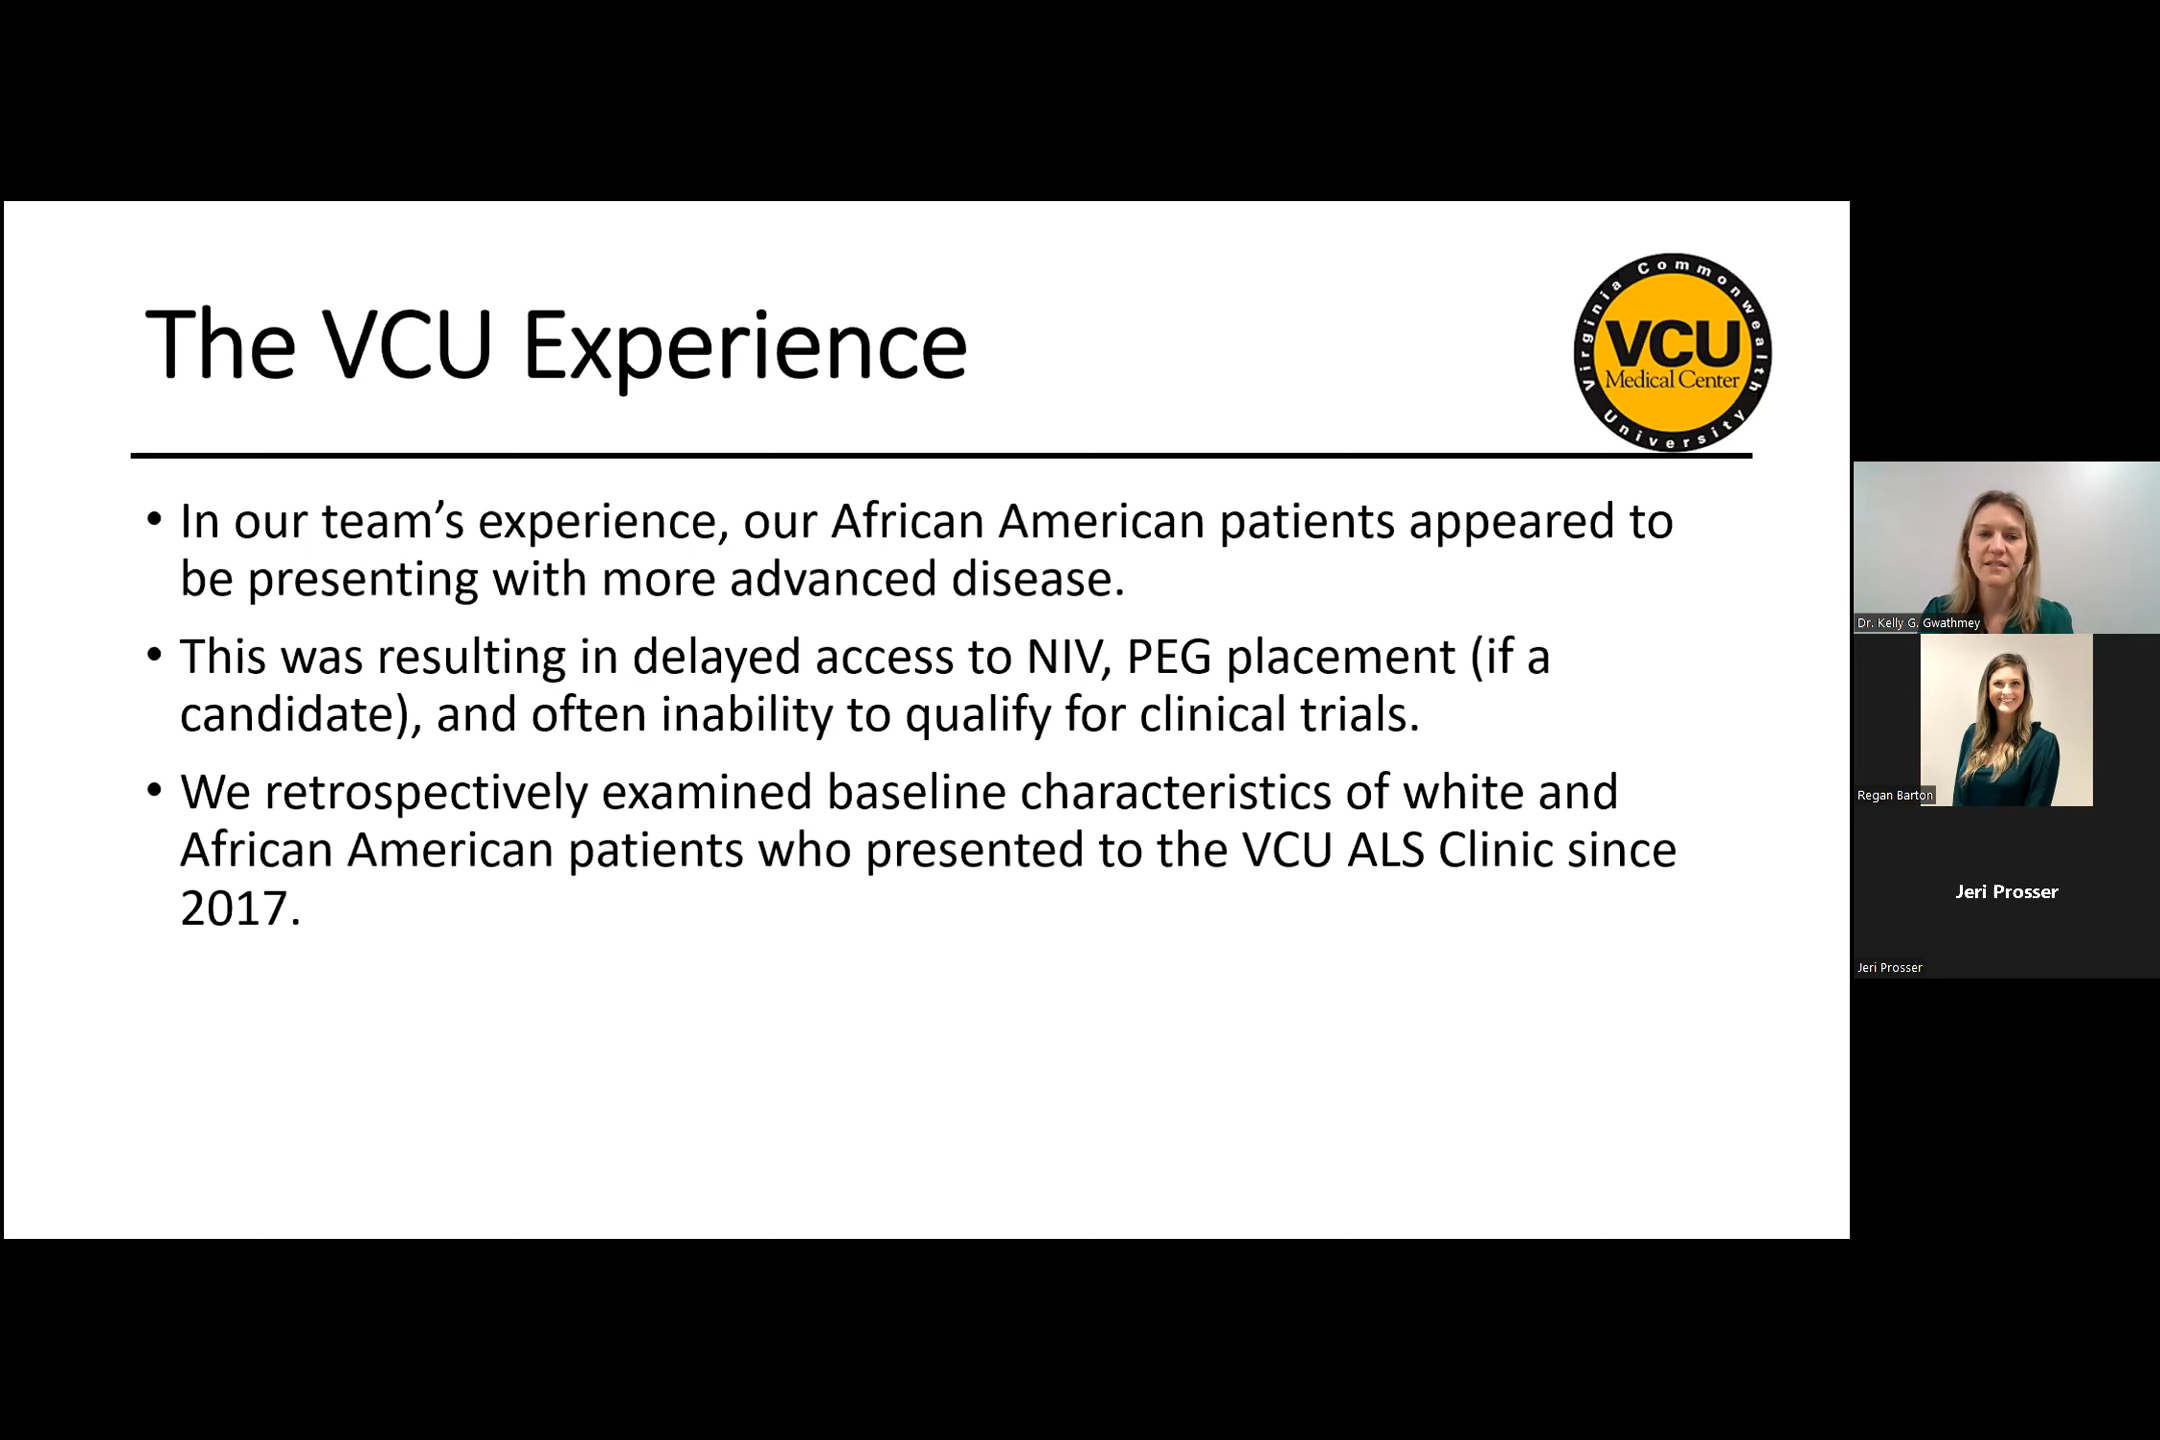 The VCU Experience
Virginia Commonwealth University
VCU
Medical Center
• In our team’s experience, our African American patients appeared to
be presenting with more advanced disease.
• This was resulting in delayed access to NIV, PEG placement (if a
candidate), and often inability to qualify for clinical trials.
• We retrospectively examined baseline characteristics of white and
African American patients who presented to the VCU ALS Clinic since
2017.
Dr. Kelly G. Gwathmey
Regan Barton
Jeri Prosser
Jeri Prosser